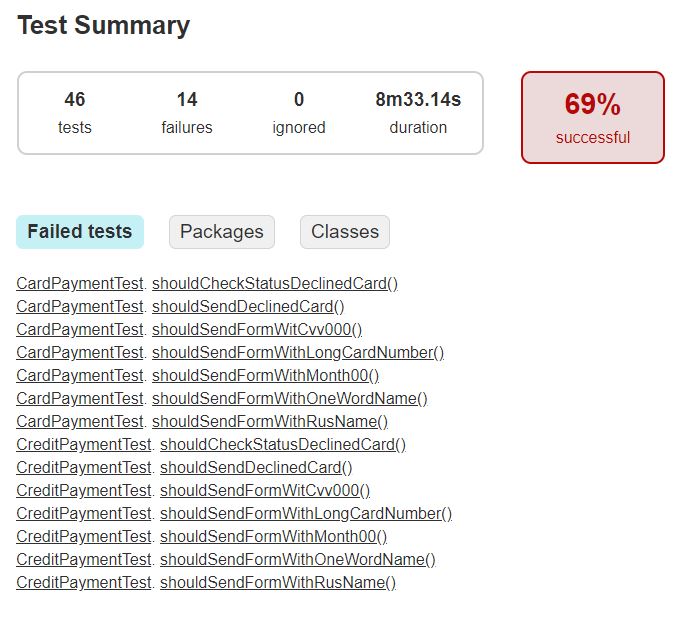 Test Summary
46 14 0 8m33.14s
tests failures ignored duration
69%
successful
Failed tests Packages Classes
CardPaymentTest. shouldCheckStatusDeclinedCard()
CardPaymentTest. shouldSendDeclinedCard()
CardPaymentTest. shouldSendFormWitCvv000()
CardPaymentTest. shouldSendFormWithLongCardNumber()
CardPaymentTest. shouldSendFormWithMonth00()
CardPaymentTest. shouldSendFormWithOneWordName()
CardPaymentTest. shouldSendFormWithRusName()
CreditPaymentTest. shouldCheckStatusDeclinedCard()
CreditPaymentTest. shouldSendDeclinedCard()
CreditPaymentTest. shouldSendFormWitCvv000()
CreditPaymentTest. shouldSendFormWithLongCardNumber()
CreditPaymentTest. shouldSendFormWithMonth00()
CreditPaymentTest. shouldSendFormWithOneWordName()
CreditPaymentTest. shouldSendFormWithRusName()